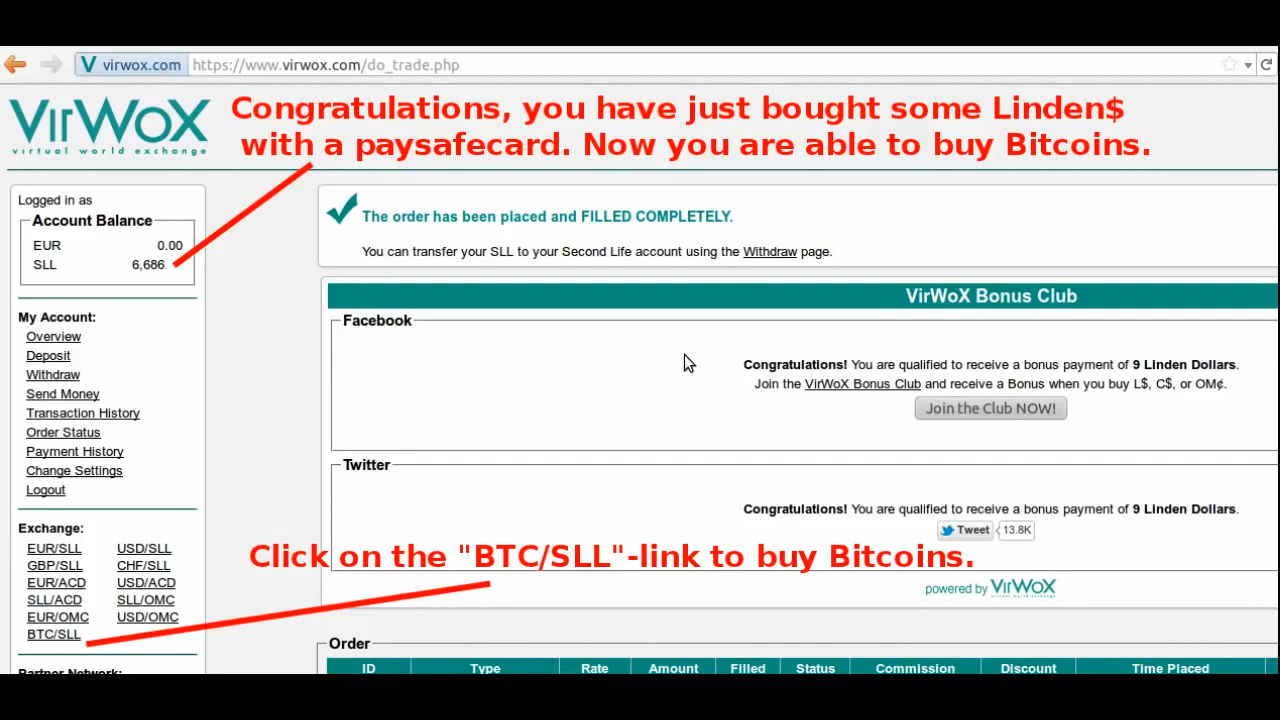 virwox.com https://www.virwox.com/do_trade.php
VirWoX
virtual world exchange
Congratulations, you have just bought some Linden$
with a paysafecard. Now you are able to buy Bitcoins.
Logged in as
Account Balance
EUR 0.00
SLL 6,686
The order has been placed and FILLED COMPLETELY.
You can transfer your SLL to your Second Life account using the Withdraw page.
My Account:
Overview
Deposit
Withdraw
Send Money
Transaction History
Order Status
Payment History
Change Settings
Logout
VirWoX Bonus Club
Facebook
Congratulations! You are qualified to receive a bonus payment of 9 Linden Dollars.
Join the VirWoX Bonus Club and receive a Bonus when you buy L$, C$, or OM¢.
Join the Club NOW!
Twitter
Congratulations! You are qualified to receive a bonus payment of 9 Linden Dollars.
Tweet 13.8K
Exchange:
EUR/SLL USD/SLL
GBP/SLL CHF/SLL
EUR/ACD USD/ACD
SLL/ACD SLL/OMC
EUR/OMC USD/OMC
BTC/SLL
Click on the "BTC/SLL"-link to buy Bitcoins.
powered by VirWoX
Order
ID Type Rate Amount Filled Status Commission Discount Time Placed
Partner Network: